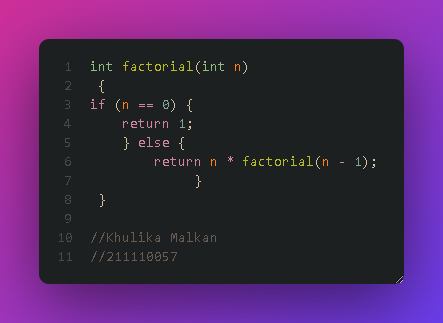 1 int factorial(int n)
2  {
3 if (n == 0) {
4     return 1;
5     } else {
6         return n * factorial(n - 1);
7              }
8  }
9
10 //Khulika Malkan
11 //211110057